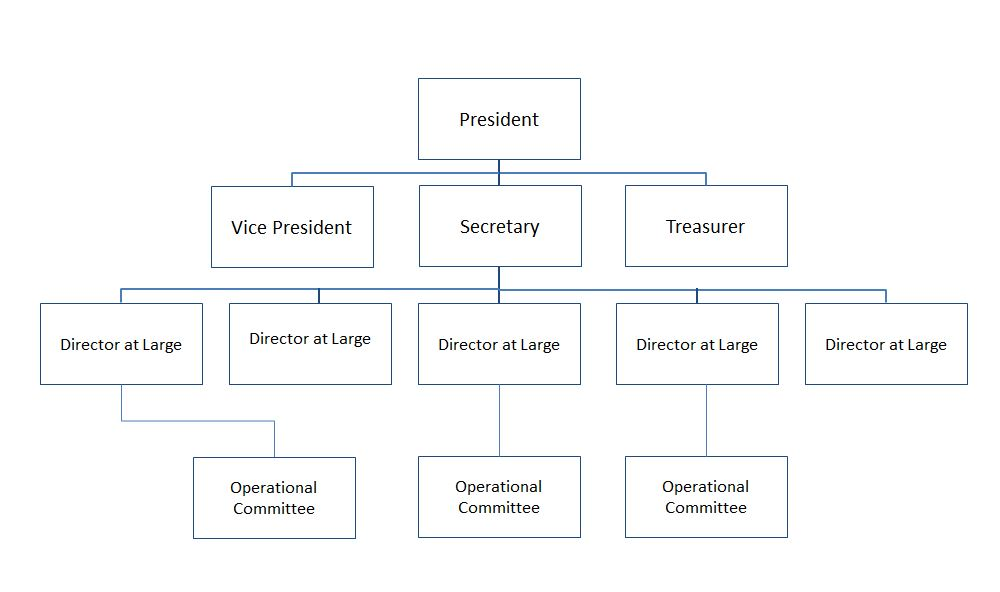 President
Vice President
Secretary
Treasurer
Director at Large
Director at Large
Director at Large
Director at Large
Director at Large
Operational
Committee
Operational
Committee
Operational
Committee